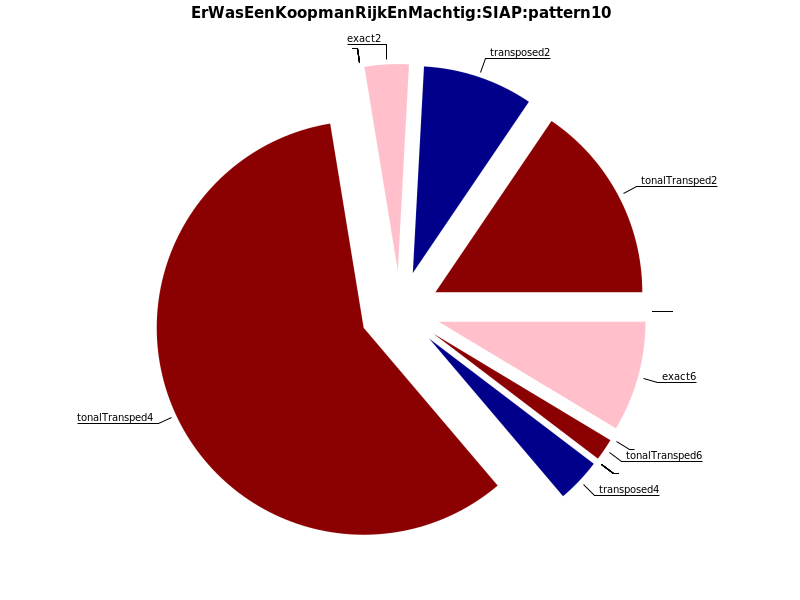 ErWasEenKoopmanRijkEnMachtig:SIAP:pattern10
exact2
transposed2
tonalTransped2
exact6
tonalTransped4
tonalTransped6
transposed4